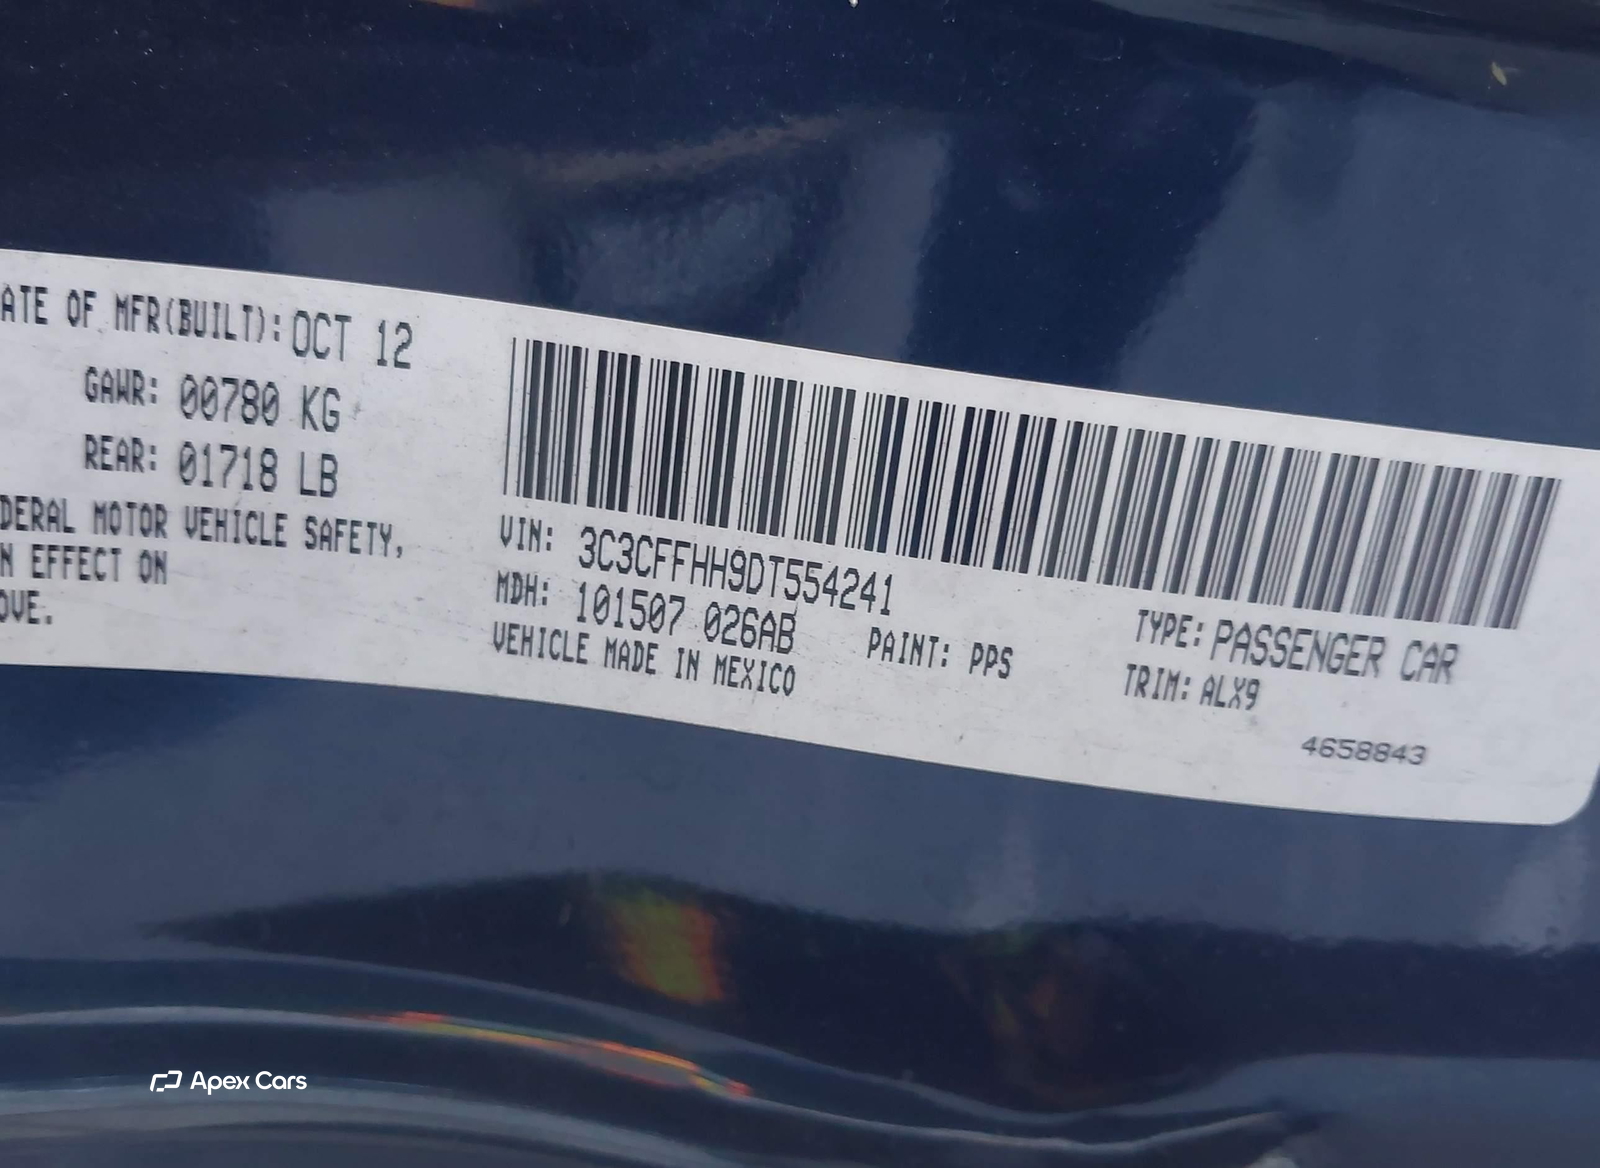 ATE OF MFR(BUILT): OCT 12
GAWR: 00780 KG
REAR: 01718 LB
DERAL MOTOR VEHICLE SAFETY,
N EFFECT ON
OVE.
VIN: 3C3CFFHH9DT554241
MDH: 101507 026AB
VEHICLE MADE IN MEXICO
PAINT: PPS
TYPE: PASSENGER CAR
TRIM: ALX9
4658843
Apex Cars